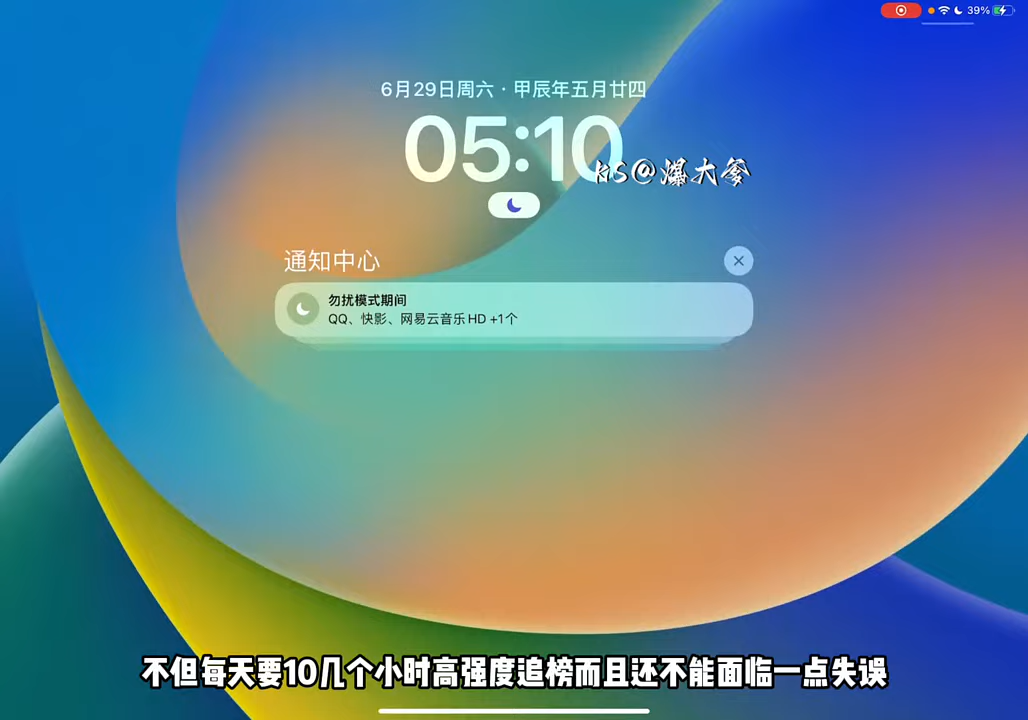 39%
6月29日周六·甲辰年五月廿四
05:10
KS@爆大爹
通知中心
勿扰模式期间
QQ、快影、网易云音乐HD +1个
不但每天要10几个小时高强度追榜而且还不能面临一点失误